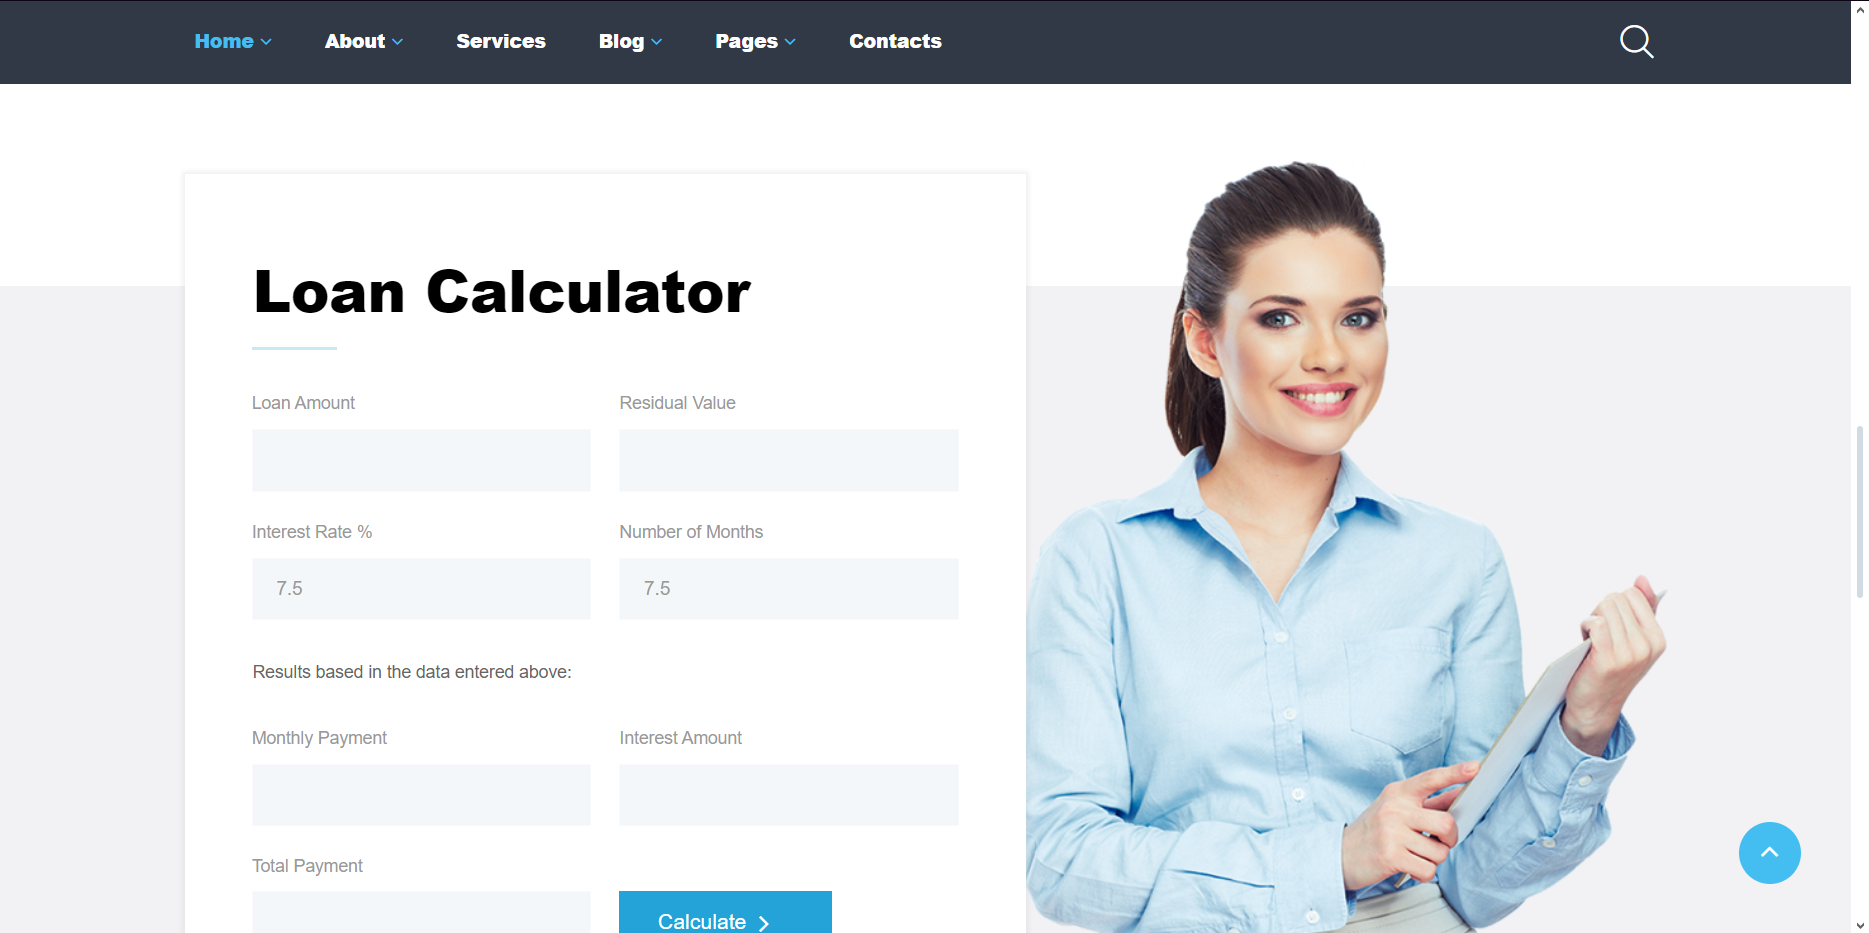 Home About Services Blog Pages Contacts
Loan Calculator
Loan Amount Residual Value
Interest Rate % Number of Months
7.5 7.5
Results based in the data entered above:
Monthly Payment Interest Amount
Total Payment
Calculate